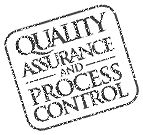 QUALITY
ASSURANCE
AND
PROCESS
CONTROL